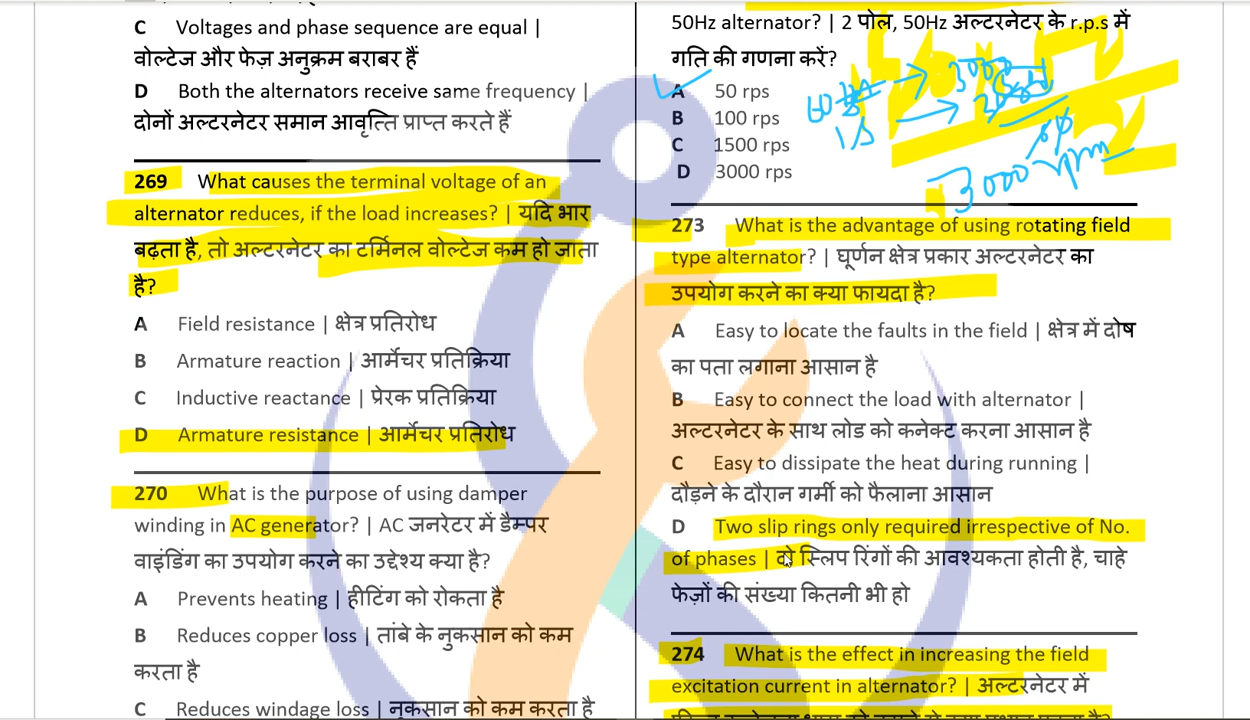 C Voltages and phase sequence are equal |
वोल्टेज और फेज़ अनुक्रम बराबर हैं
D Both the alternators receive same frequency |
दोनों अल्टरनेटर समान आवृत्ति प्राप्त करते हैं
269 What causes the terminal voltage of an
alternator reduces, if the load increases? | यदि भार
बढ़ता है, तो अल्टरनेटर का टर्मिनल वोल्टेज कम हो जाता
है?
A Field resistance | क्षेत्र प्रतिरोध
B Armature reaction | आर्मेचर प्रतिक्रिया
C Inductive reactance | प्रेरक प्रतिक्रिया
D Armature resistance | आर्मेचर प्रतिरोध
270 What is the purpose of using damper
winding in AC generator? | AC जनरेटर में डैम्पर
वाइंडिंग का उपयोग करने का उद्देश्य क्या है?
A Prevents heating | हीटिंग को रोकता है
B Reduces copper loss | तांबे के नुकसान को कम
करता है
C Reduces windage loss | नुकसान को कम करता है
50Hz alternator? | 2 पोल, 50Hz अल्टरनेटर के r.p.s में
गति की गणना करें?
A 50 rps
B 100 rps
C 1500 rps
D 3000 rps
3000 rpm
273 What is the advantage of using rotating field
type alternator? | घूर्णन क्षेत्र प्रकार अल्टरनेटर का
उपयोग करने का क्या फायदा है?
A Easy to locate the faults in the field | क्षेत्र में दोष
का पता लगाना आसान है
B Easy to connect the load with alternator |
अल्टरनेटर के साथ लोड को कनेक्ट करना आसान है
C Easy to dissipate the heat during running |
दौड़ने के दौरान गर्मी को फैलाना आसान
D Two slip rings only required irrespective of No.
of phases | दो स्लिप रिंगों की आवश्यकता होती है, चाहे
फेज़ों की संख्या कितनी भी हो
274 What is the effect in increasing the field
excitation current in alternator? | अल्टरनेटर में